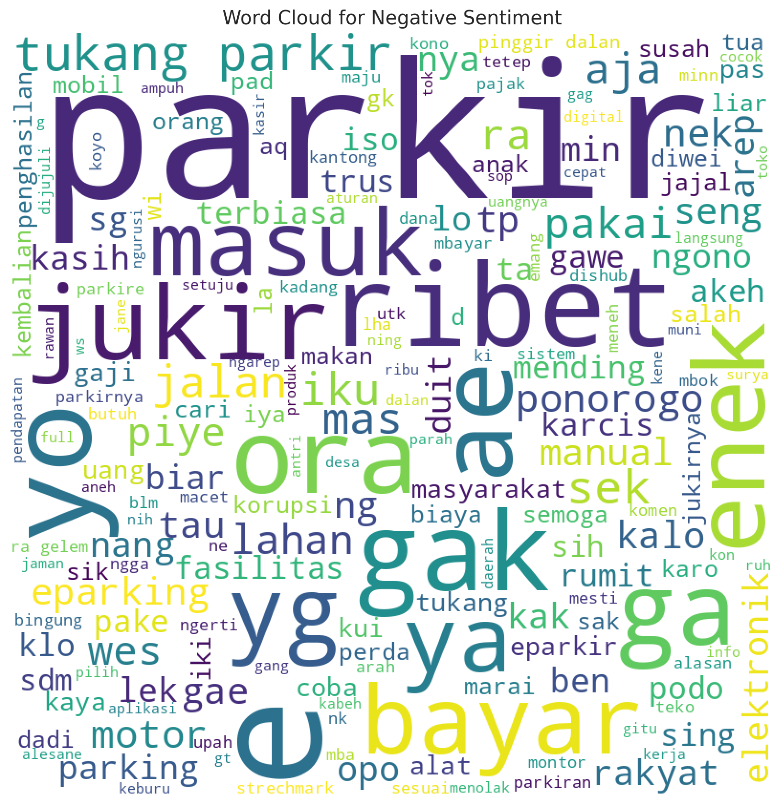 Word Cloud for Negative Sentiment
tukang parkir
nya
pinggir dalan
kono
tetep
susah
tua
cocok
pas
minn
aja
pajak
maju
tok
mobil
ampuh
pad
gk
kasir
orang
iso
aq
kantong
ra
anak
min
sop
cepat
gag
digital
nek
diwei
liar
toko
arep
jajal
parkir
penghasilan
g
dijujuli
koyo
sg
ngurusi
wi
trus
aturan
terbiasa
dana
lo
tp
mbayar
uangnya
emang
pakai
seng
langsung
masuk
kasih
kembalian
gawe
ngono
dishub
ta
akeh
setuju
kadang
la
parkire
jane
jukir
ribet
utk
d
meneh
salah
muni
lha
ning
rawan
ws
ngarep
makan
ki
sistem
kene
mbok
surya
gaji
jalan
produk
iku
ribu
dalan
duit
ae
mending
enek
pendapatan
parkirnya
butuh
cari
iya
mas
ponorogo
full
yo
piye
ora
antri
desa
parah
karcis
manual
jukirnya
uang
biar
aneh
macet
masyarakat
sek
komen
blm
nih
korupsi
ng
biaya
semoga
tau
lahan
gak
sih
kalo
kon
ra gelem
nang
ne
jaman
sik
ngga
fasilitas
daerah
rumit
karo
ruh
eparking
yg
tukang
mesti
ga
bingung
pake
ngerti
kui
kak
sak
elektronik
klo
wes
iki
gang
perda
arah
ya
eparkir
info
alasan
sdm
lek
gae
coba
marai
ben
podo
kaya
pilih
aplikasi
kabeh
nk
e
bayar
teko
dadi
motor
upah
gitu
sing
alesane
gt
mba
montor
kerja
parking
opo
alat
rakyat
keburu
strechmark
sesuai
menolak
parkiran